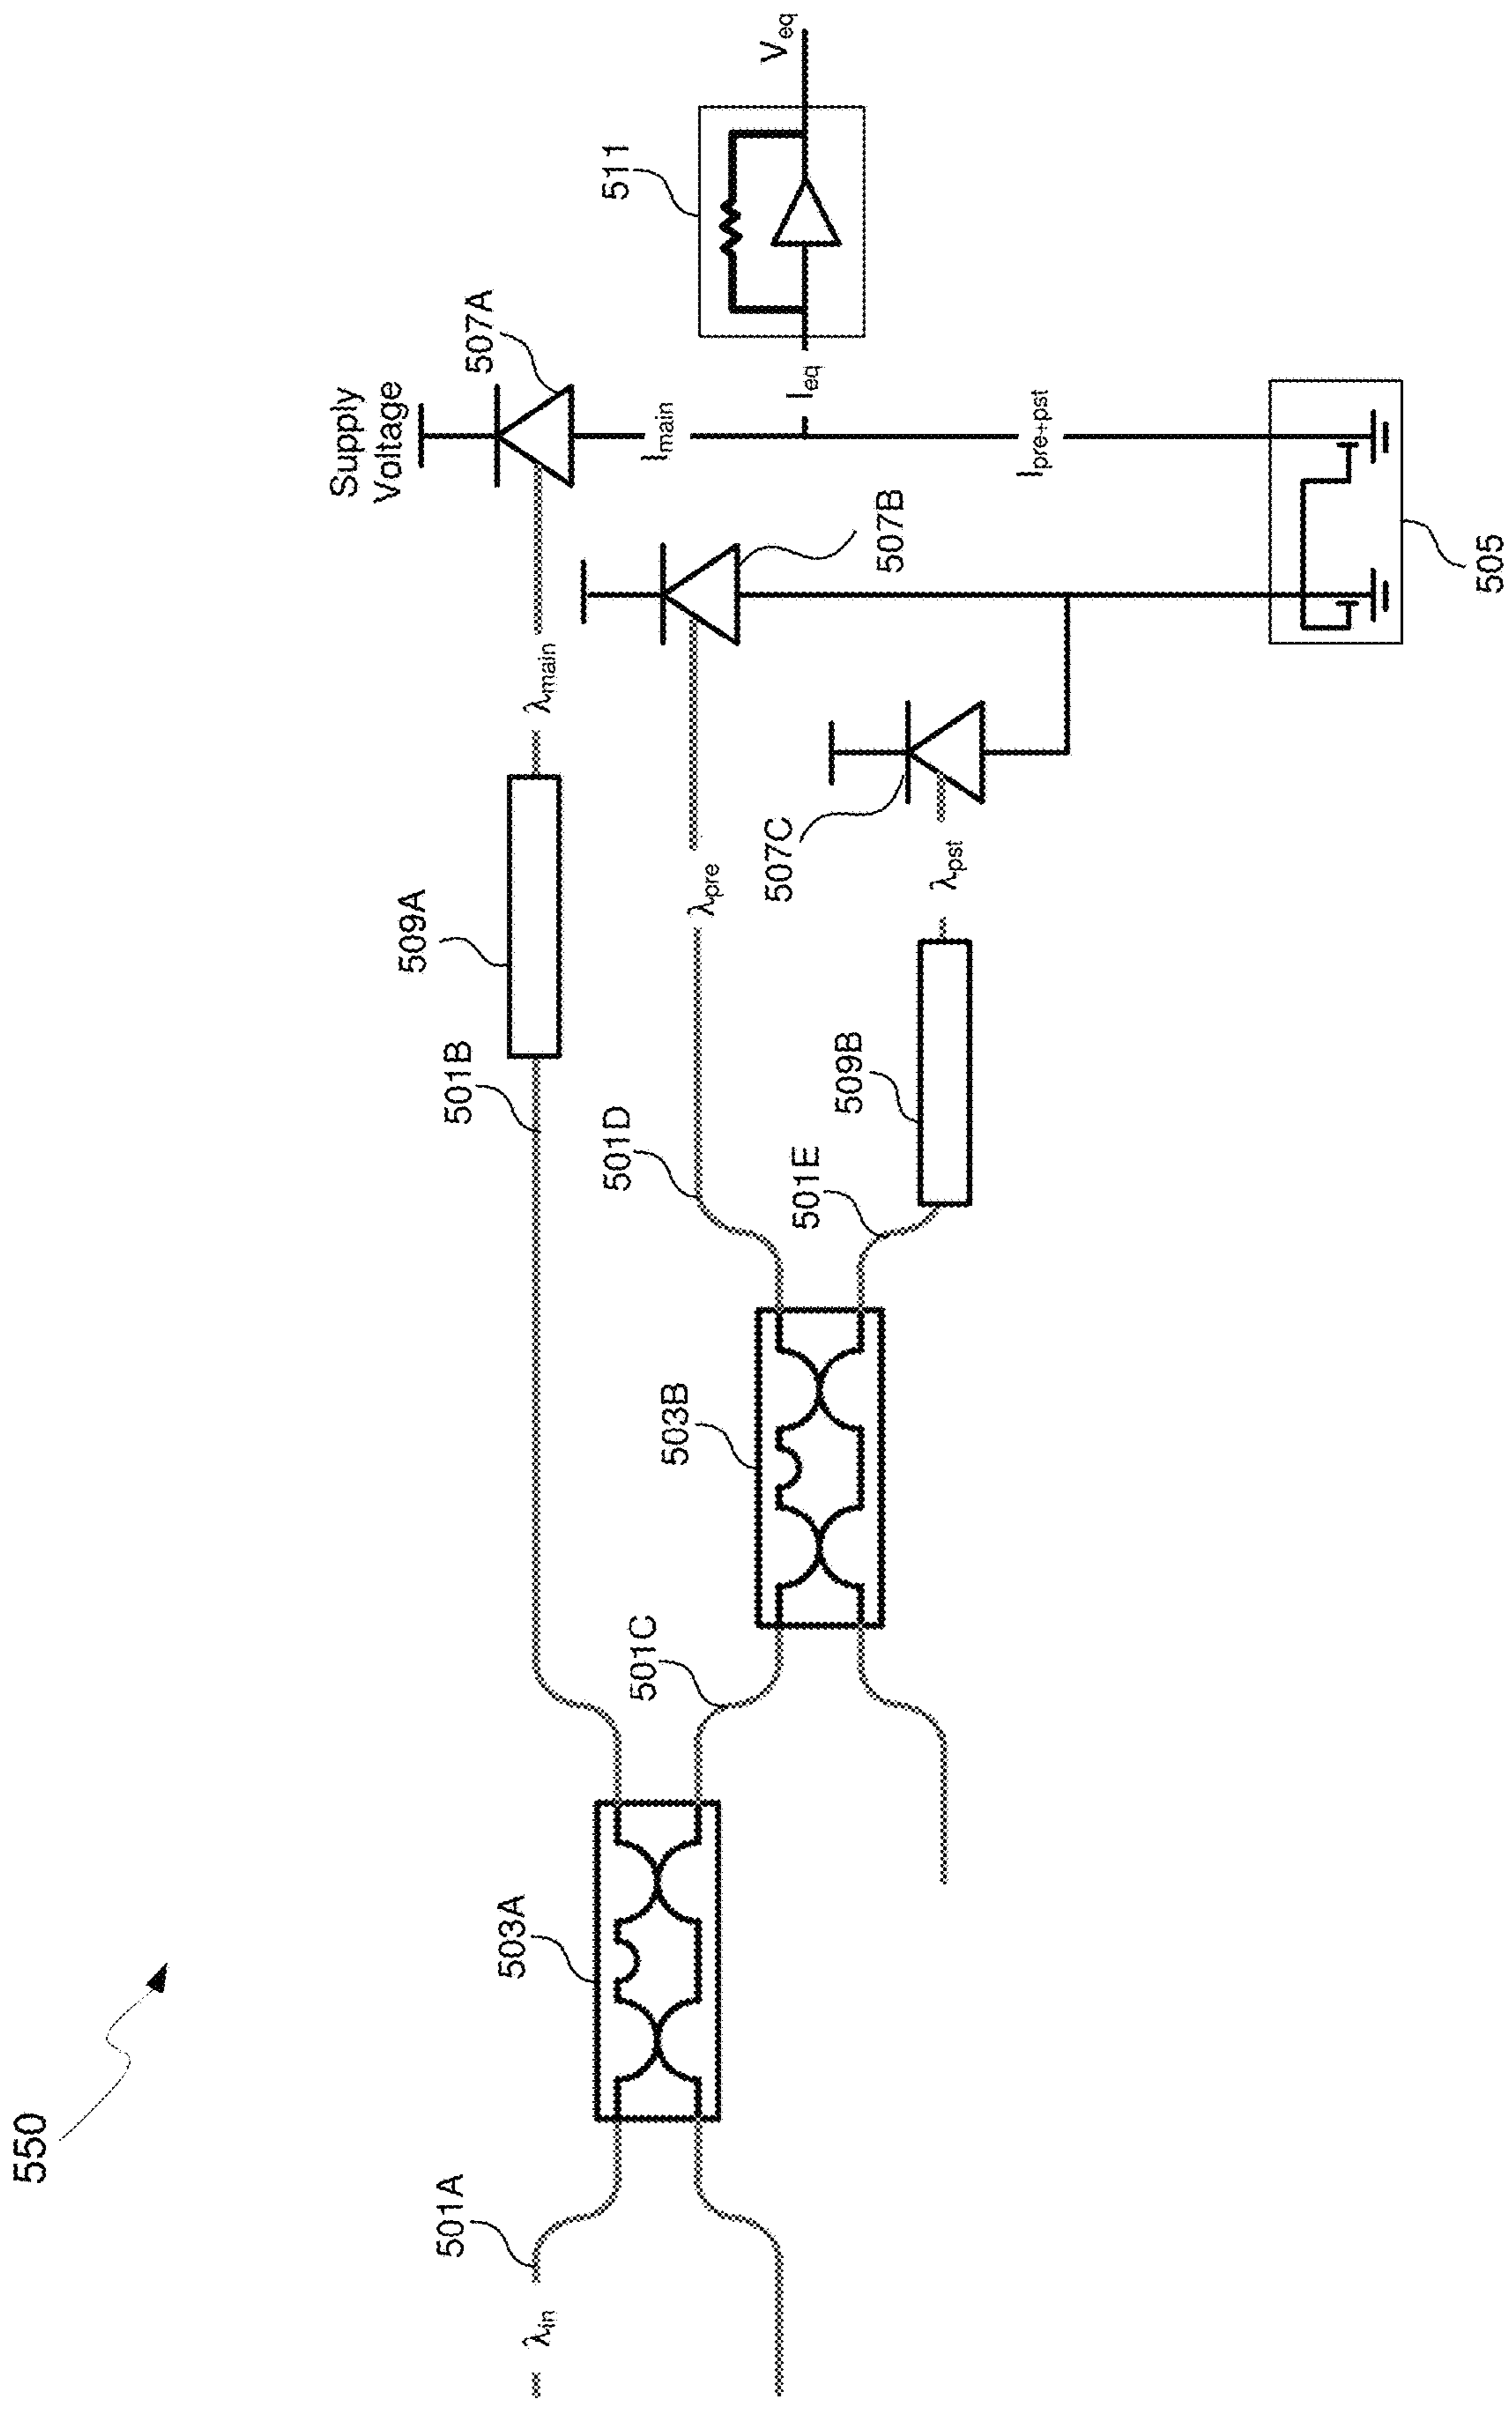 550
λin
501A
503A
501B
501C
503B
501D
501E
509A
509B
λmain
λpre
λpst
Supply
Voltage
507A
507B
507C
Imain
Ieq
Ipre+pst
505
511
Veq